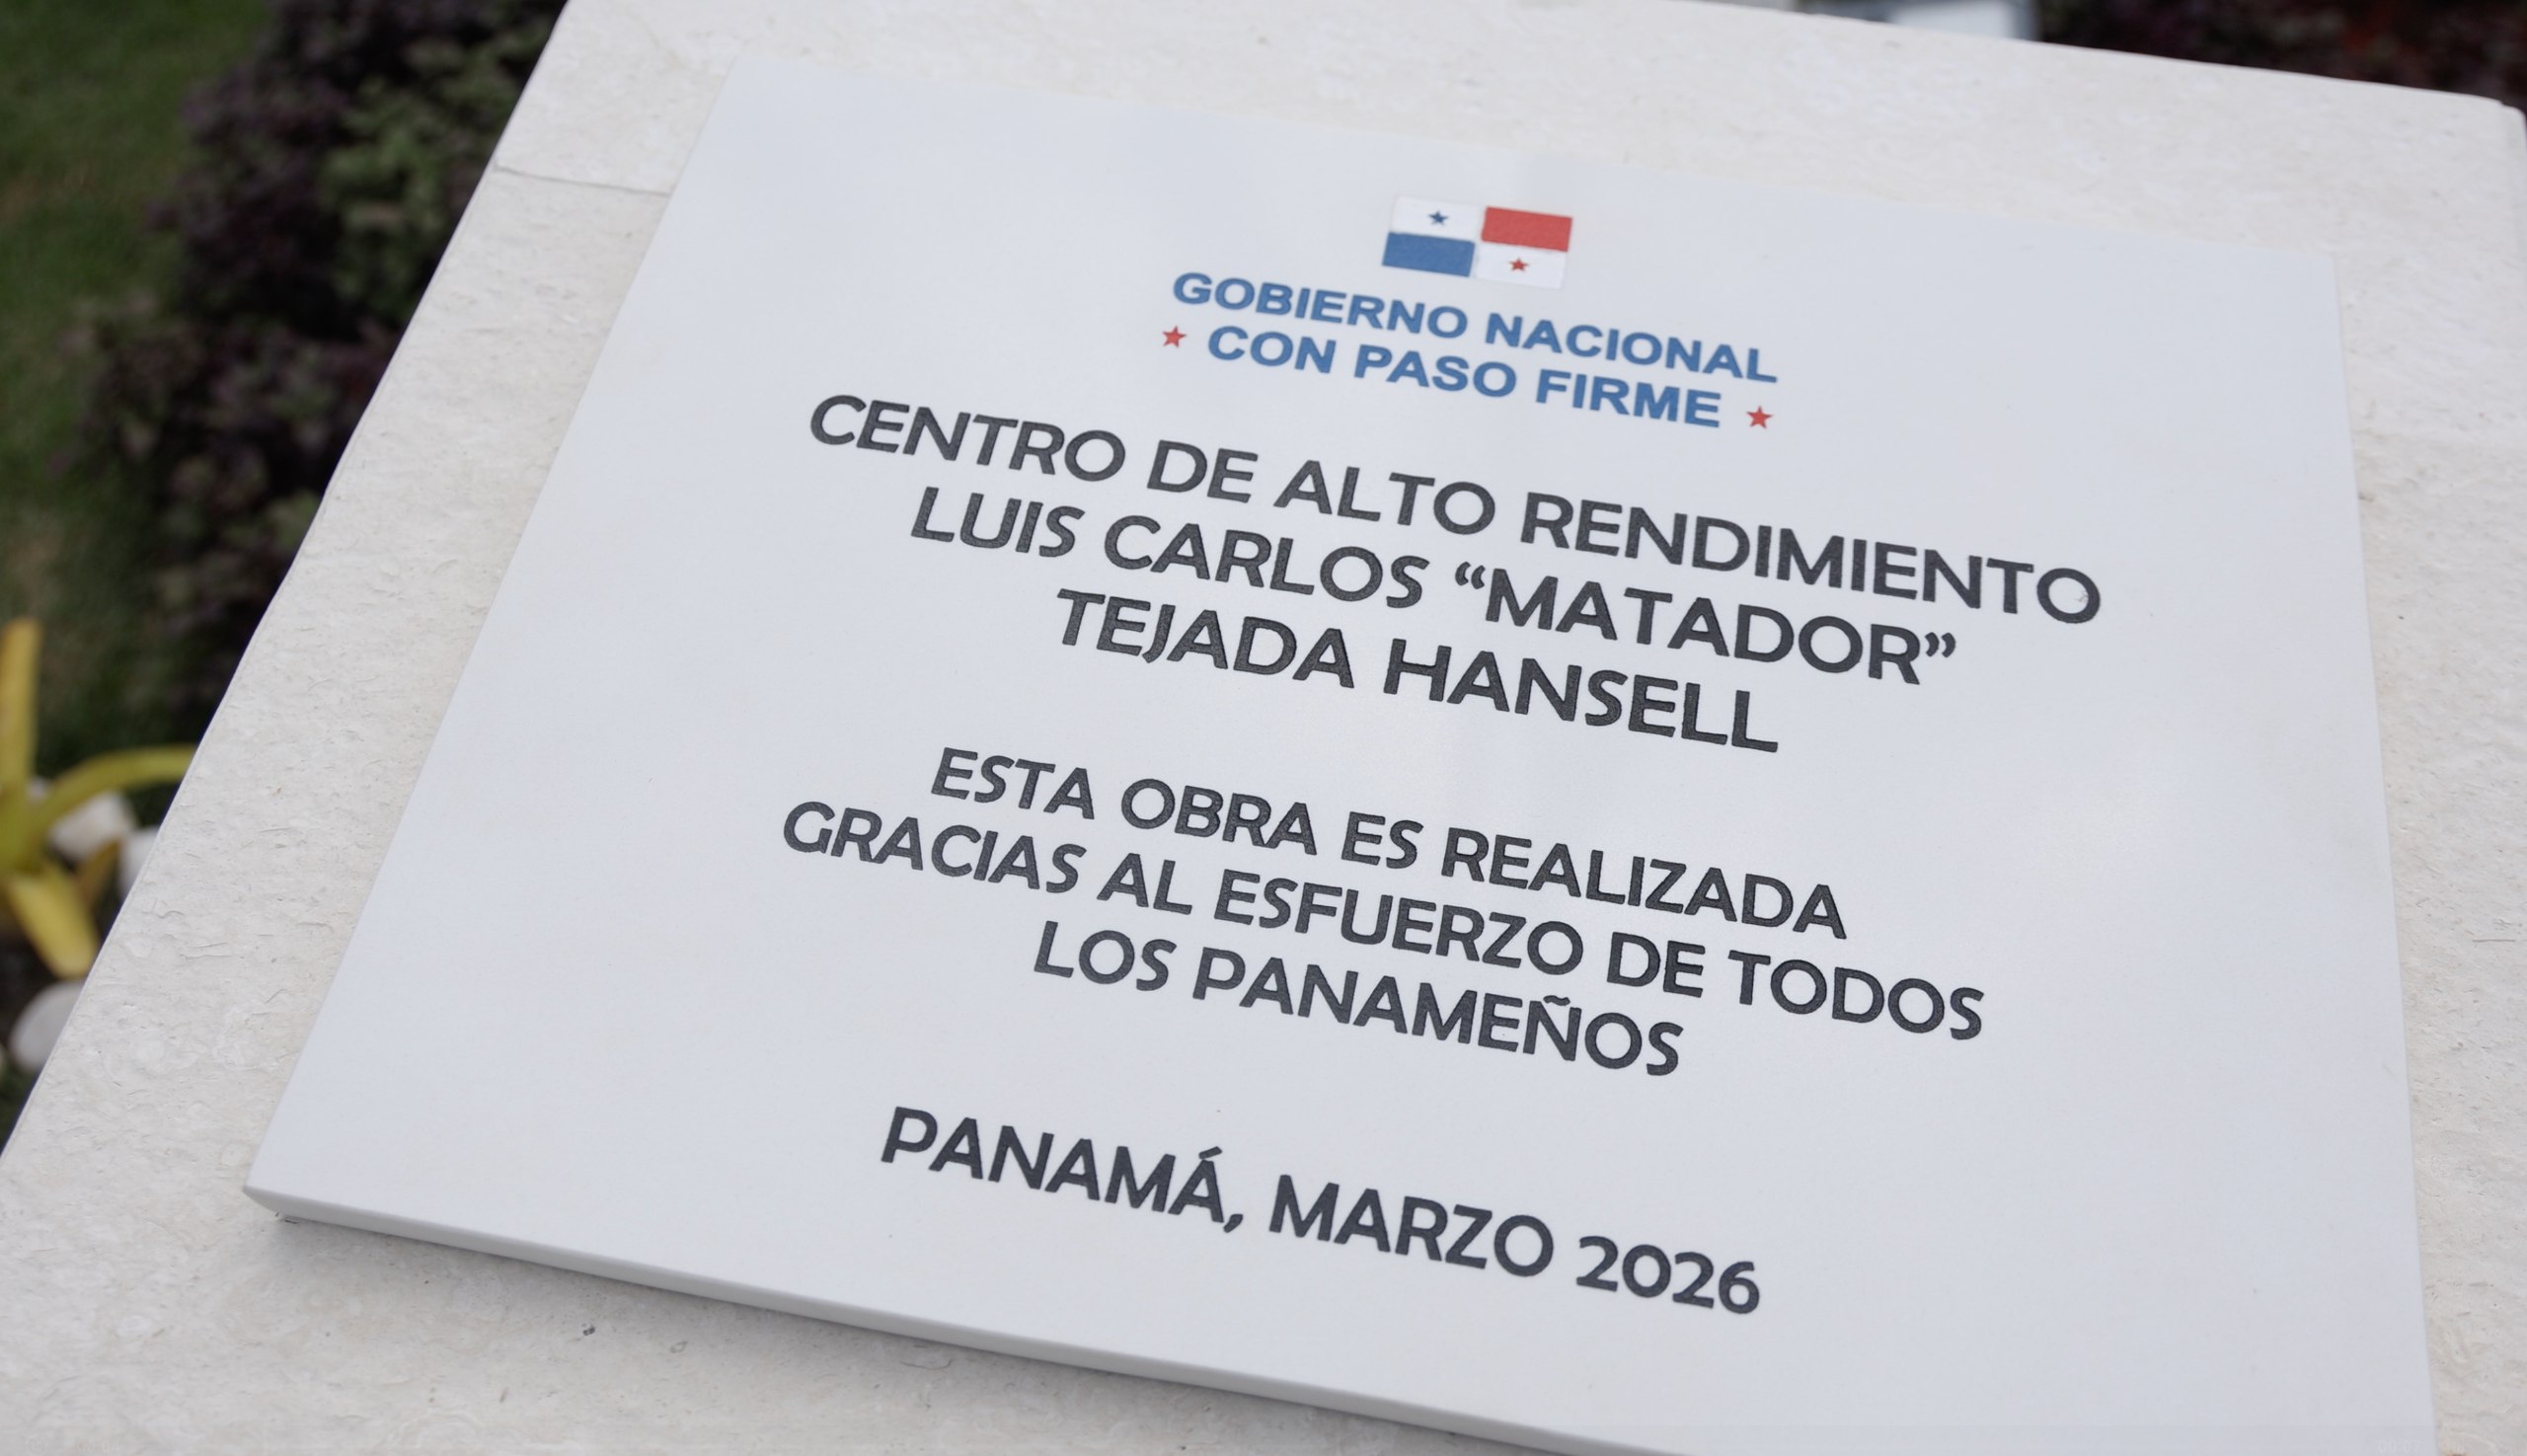 GOBIERNO NACIONAL
CON PASO FIRME
CENTRO DE ALTO RENDIMIENTO
LUIS CARLOS “MATADOR”
TEJADA HANSELL
ESTA OBRA ES REALIZADA
GRACIAS AL ESFUERZO DE TODOS
LOS PANAMEÑOS
PANAMÁ, MARZO 2026